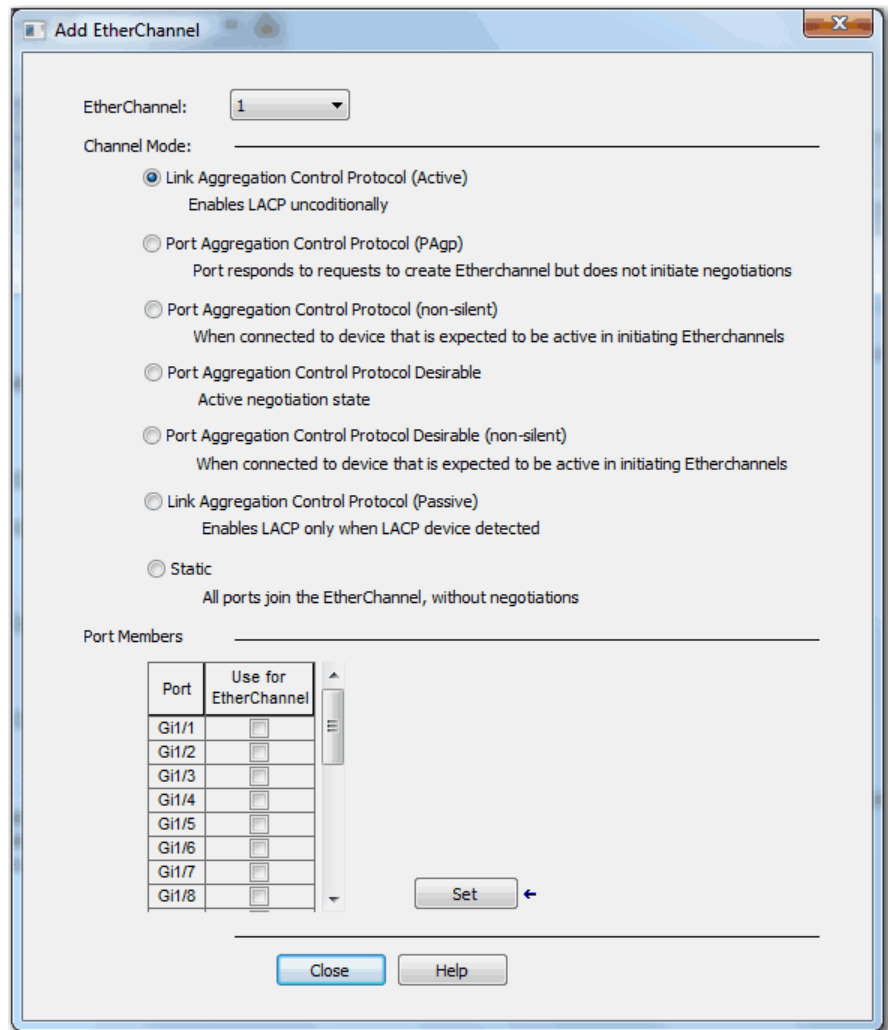 Add EtherChannel
EtherChannel: 1
Channel Mode:
Link Aggregation Control Protocol (Active)
Enables LACP uncoditionally
Port Aggregation Control Protocol (PAgp)
Port responds to requests to create Etherchannel but does not initiate negotiations
Port Aggregation Control Protocol (non-silent)
When connected to device that is expected to be active in initiating Etherchannels
Port Aggregation Control Protocol Desirable
Active negotiation state
Port Aggregation Control Protocol Desirable (non-silent)
When connected to device that is expected to be active in initiating Etherchannels
Link Aggregation Control Protocol (Passive)
Enables LACP only when LACP device detected
Static
All ports join the EtherChannel, without negotiations
Port Members
Port
Use for
EtherChannel
Gi1/1
Gi1/2
Gi1/3
Gi1/4
Gi1/5
Gi1/6
Gi1/7
Gi1/8
Set
Close Help